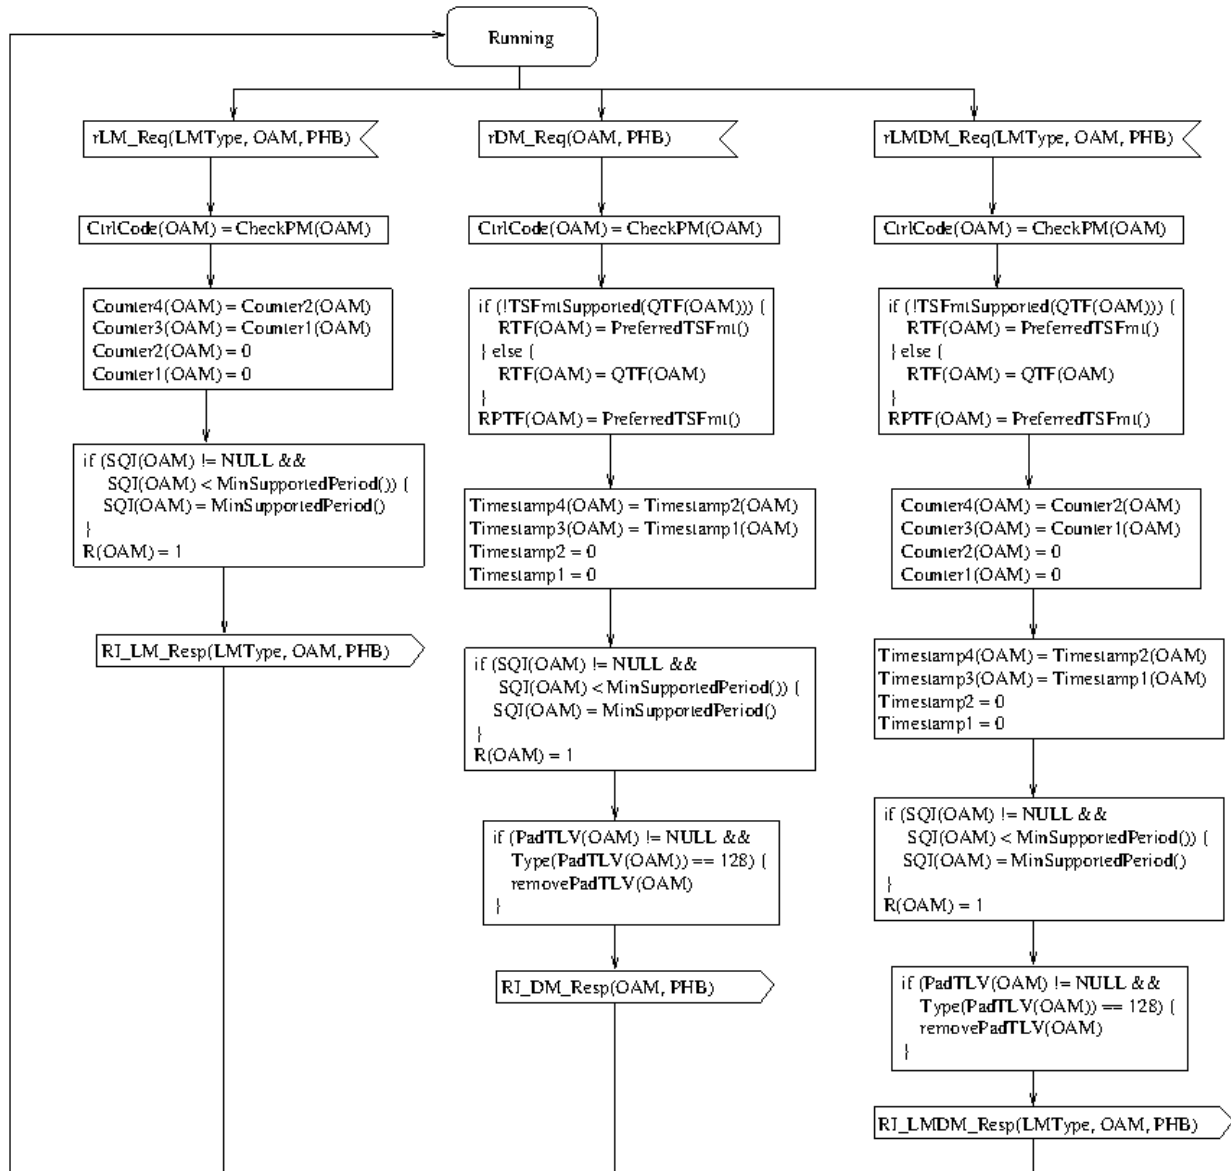 Running
rLM_Req(LMType, OAM, PHB)
CtrlCode(OAM) = CheckPM(OAM)
Counter4(OAM) = Counter2(OAM)
Counter3(OAM) = Counter1(OAM)
Counter2(OAM) = 0
Counter1(OAM) = 0
if (SQI(OAM) != NULL &&
SQI(OAM) < MinSupportedPeriod()) {
SQI(OAM) = MinSupportedPeriod()
}
R(OAM) = 1
RI_LM_Resp(LMType, OAM, PHB)
rDM_Req(OAM, PHB)
CtrlCode(OAM) = CheckPM(OAM)
if (!TSFmtSupported(QTF(OAM))) {
RTF(OAM) = PreferredTSFmt()
} else {
RTF(OAM) = QTF(OAM)
}
RPTF(OAM) = PreferredTSFmt()
Timestamp4(OAM) = Timestamp2(OAM)
Timestamp3(OAM) = Timestamp1(OAM)
Timestamp2 = 0
Timestamp1 = 0
if (SQI(OAM) != NULL &&
SQI(OAM) < MinSupportedPeriod()) {
SQI(OAM) = MinSupportedPeriod()
}
R(OAM) = 1
if (PadTLV(OAM) != NULL &&
Type(PadTLV(OAM)) == 128) {
removePadTLV(OAM)
}
RI_DM_Resp(OAM, PHB)
rLMDM_Req(LMType, OAM, PHB)
CtrlCode(OAM) = CheckPM(OAM)
if (!TSFmtSupported(QTF(OAM))) {
RTF(OAM) = PreferredTSFmt()
} else {
RTF(OAM) = QTF(OAM)
}
RPTF(OAM) = PreferredTSFmt()
Counter4(OAM) = Counter2(OAM)
Counter3(OAM) = Counter1(OAM)
Counter2(OAM) = 0
Counter1(OAM) = 0
Timestamp4(OAM) = Timestamp2(OAM)
Timestamp3(OAM) = Timestamp1(OAM)
Timestamp2 = 0
Timestamp1 = 0
if (SQI(OAM) != NULL &&
SQI(OAM) < MinSupportedPeriod()) {
SQI(OAM) = MinSupportedPeriod()
}
R(OAM) = 1
if (PadTLV(OAM) != NULL &&
Type(PadTLV(OAM)) == 128) {
removePadTLV(OAM)
}
RI_LMDM_Resp(LMType, OAM, PHB)